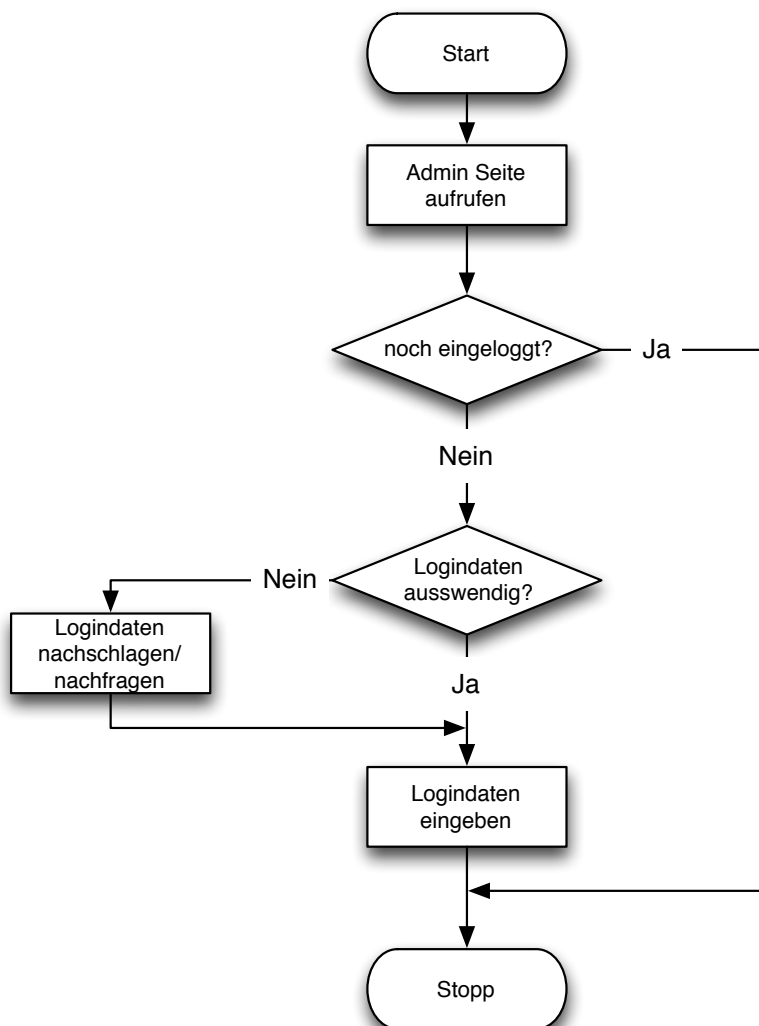 Start
Admin Seite
aufrufen
noch eingeloggt?
Ja
Nein
Logindaten
ausswendig?
Nein
Logindaten
nachschlagen/
nachfragen
Ja
Logindaten
eingeben
Stopp